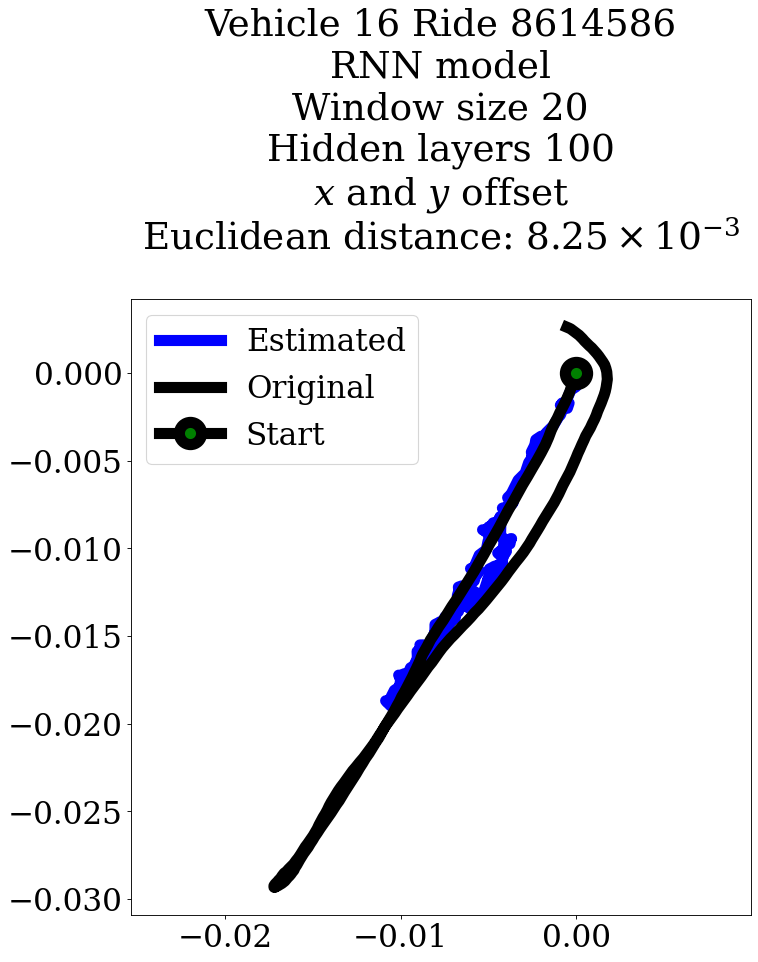 Vehicle 16 Ride 8614586
RNN model
Window size 20
Hidden layers 100
x and y offset
Euclidean distance: 8.25 × 10⁻³
Estimated
Original
Start
0.000
−0.005
−0.010
−0.015
−0.020
−0.025
−0.030
−0.02
−0.01
0.00